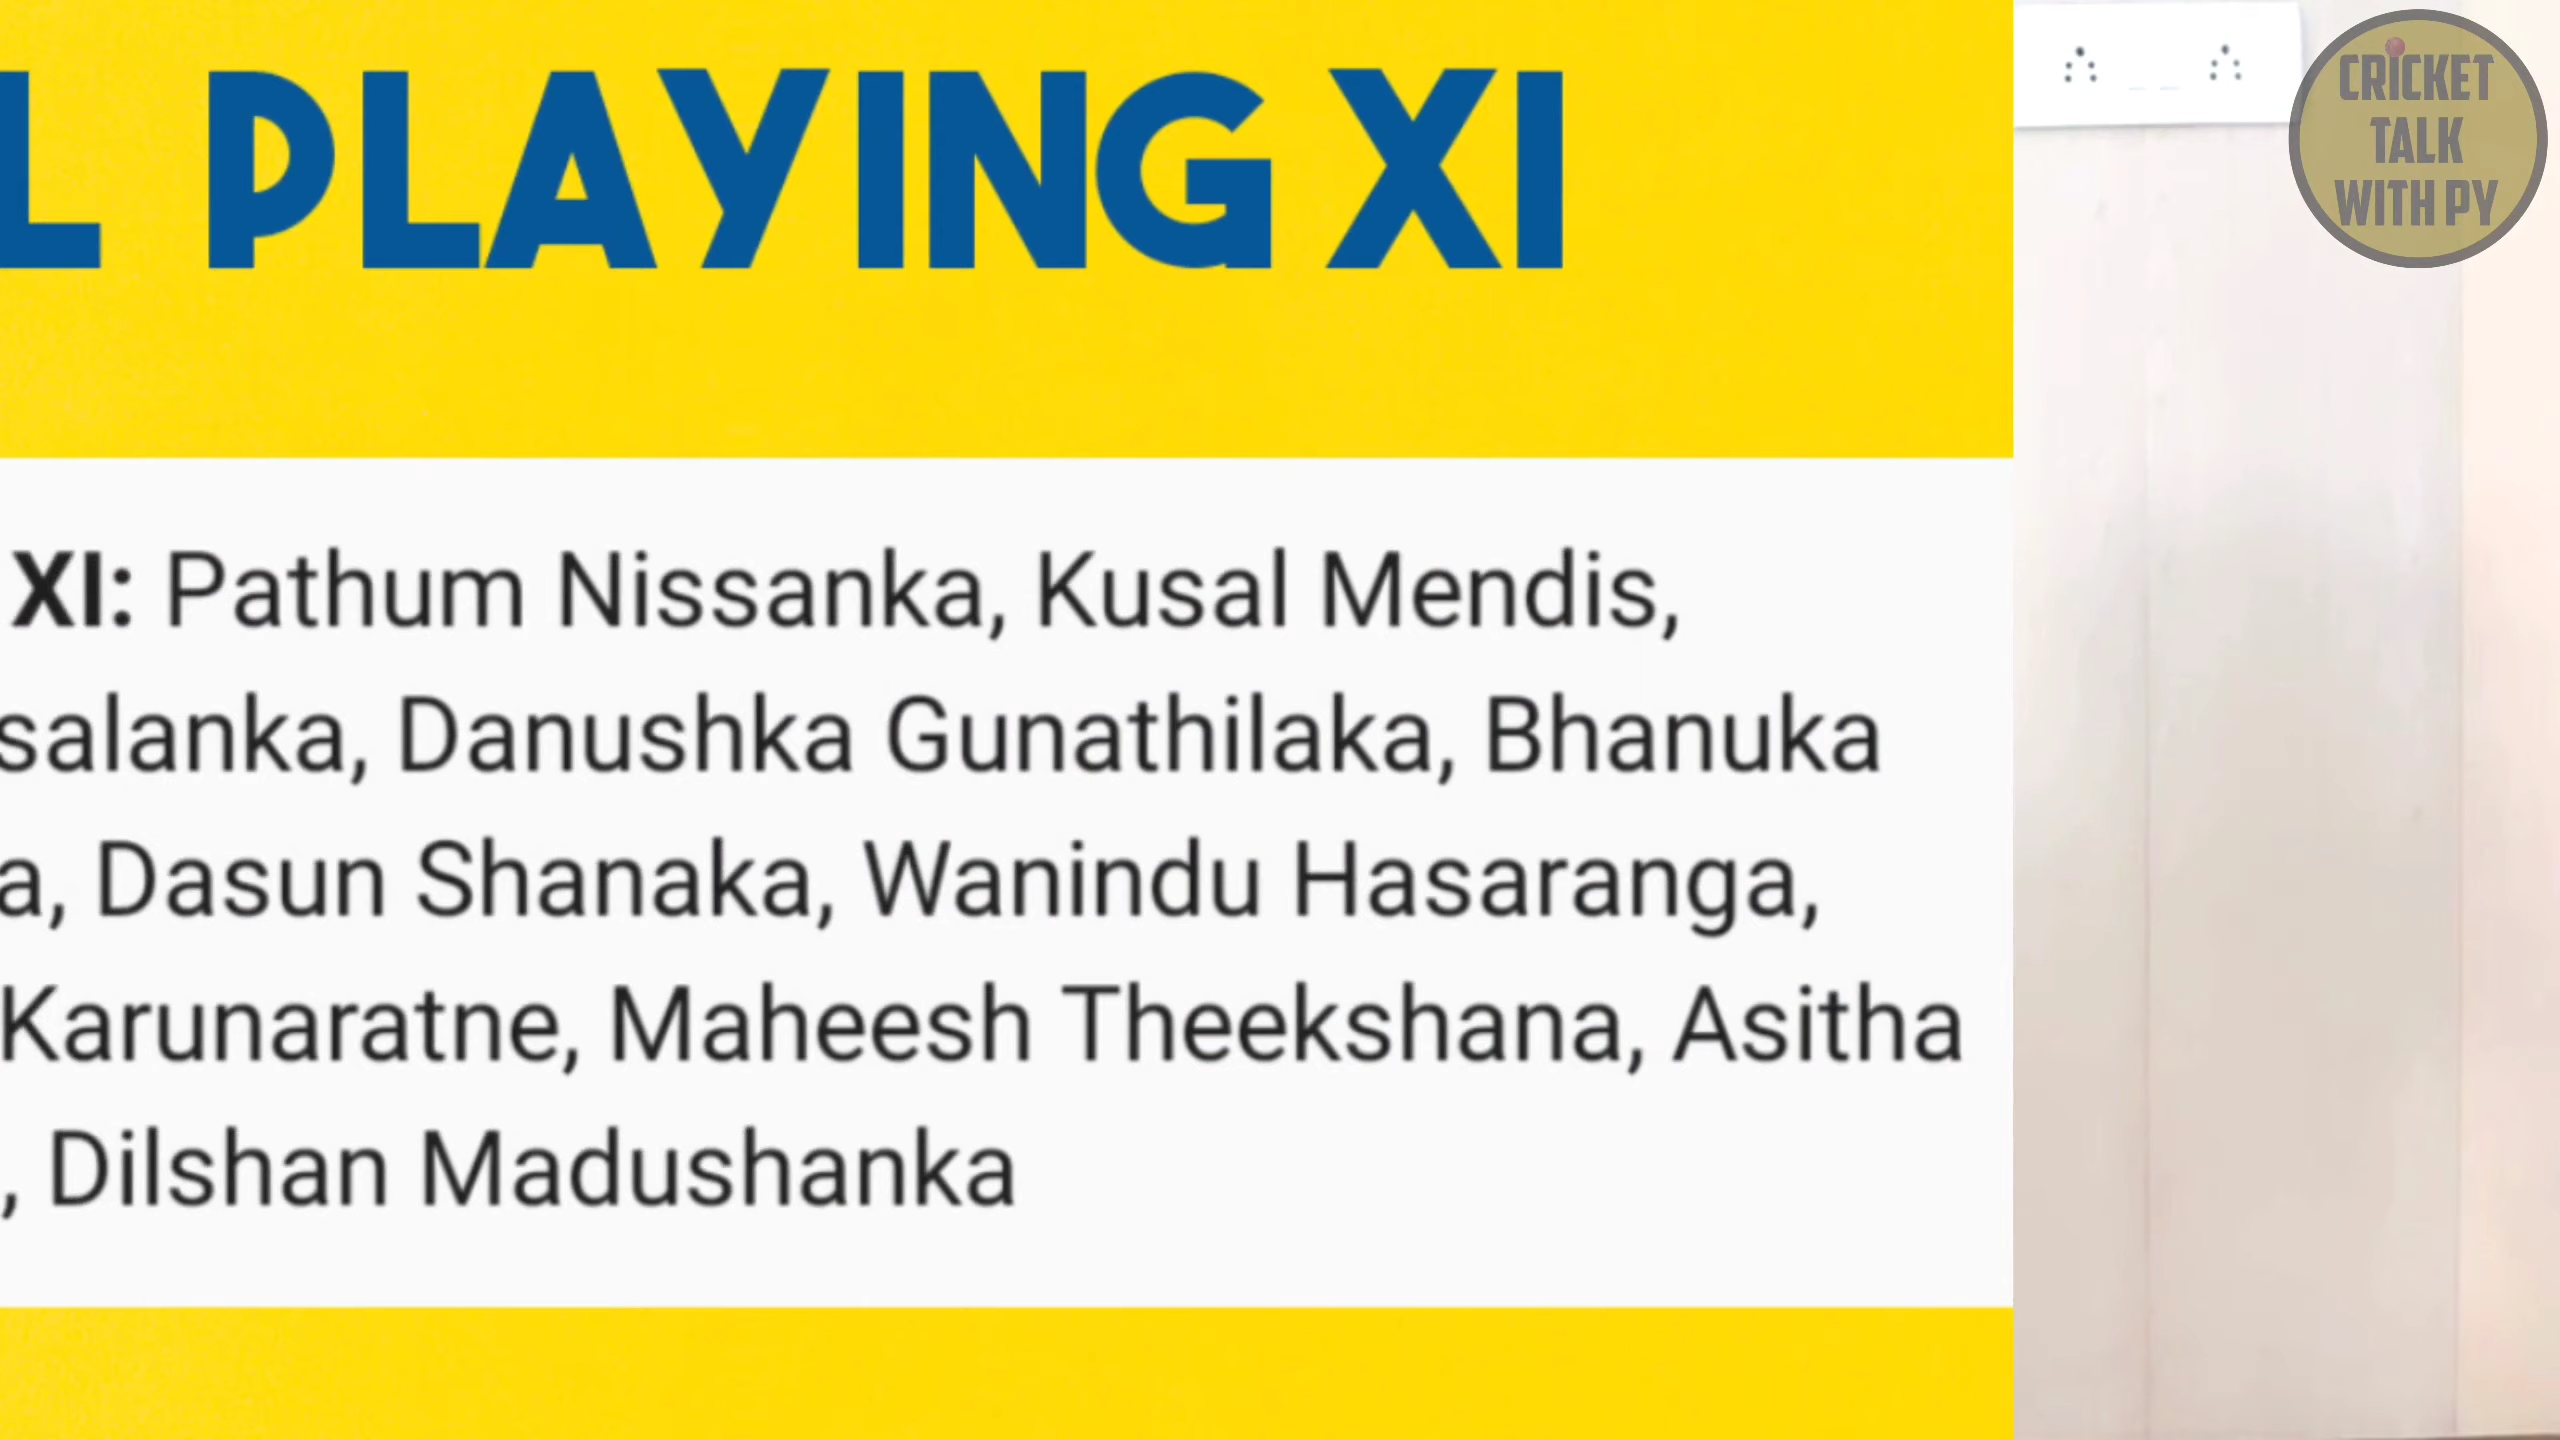 L PLAYING XI
XI: Pathum Nissanka, Kusal Mendis,
salanka, Danushka Gunathilaka, Bhanuka
a, Dasun Shanaka, Wanindu Hasaranga,
Karunaratne, Maheesh Theekshana, Asitha
, Dilshan Madushanka
CRICKET
TALK
WITH PY